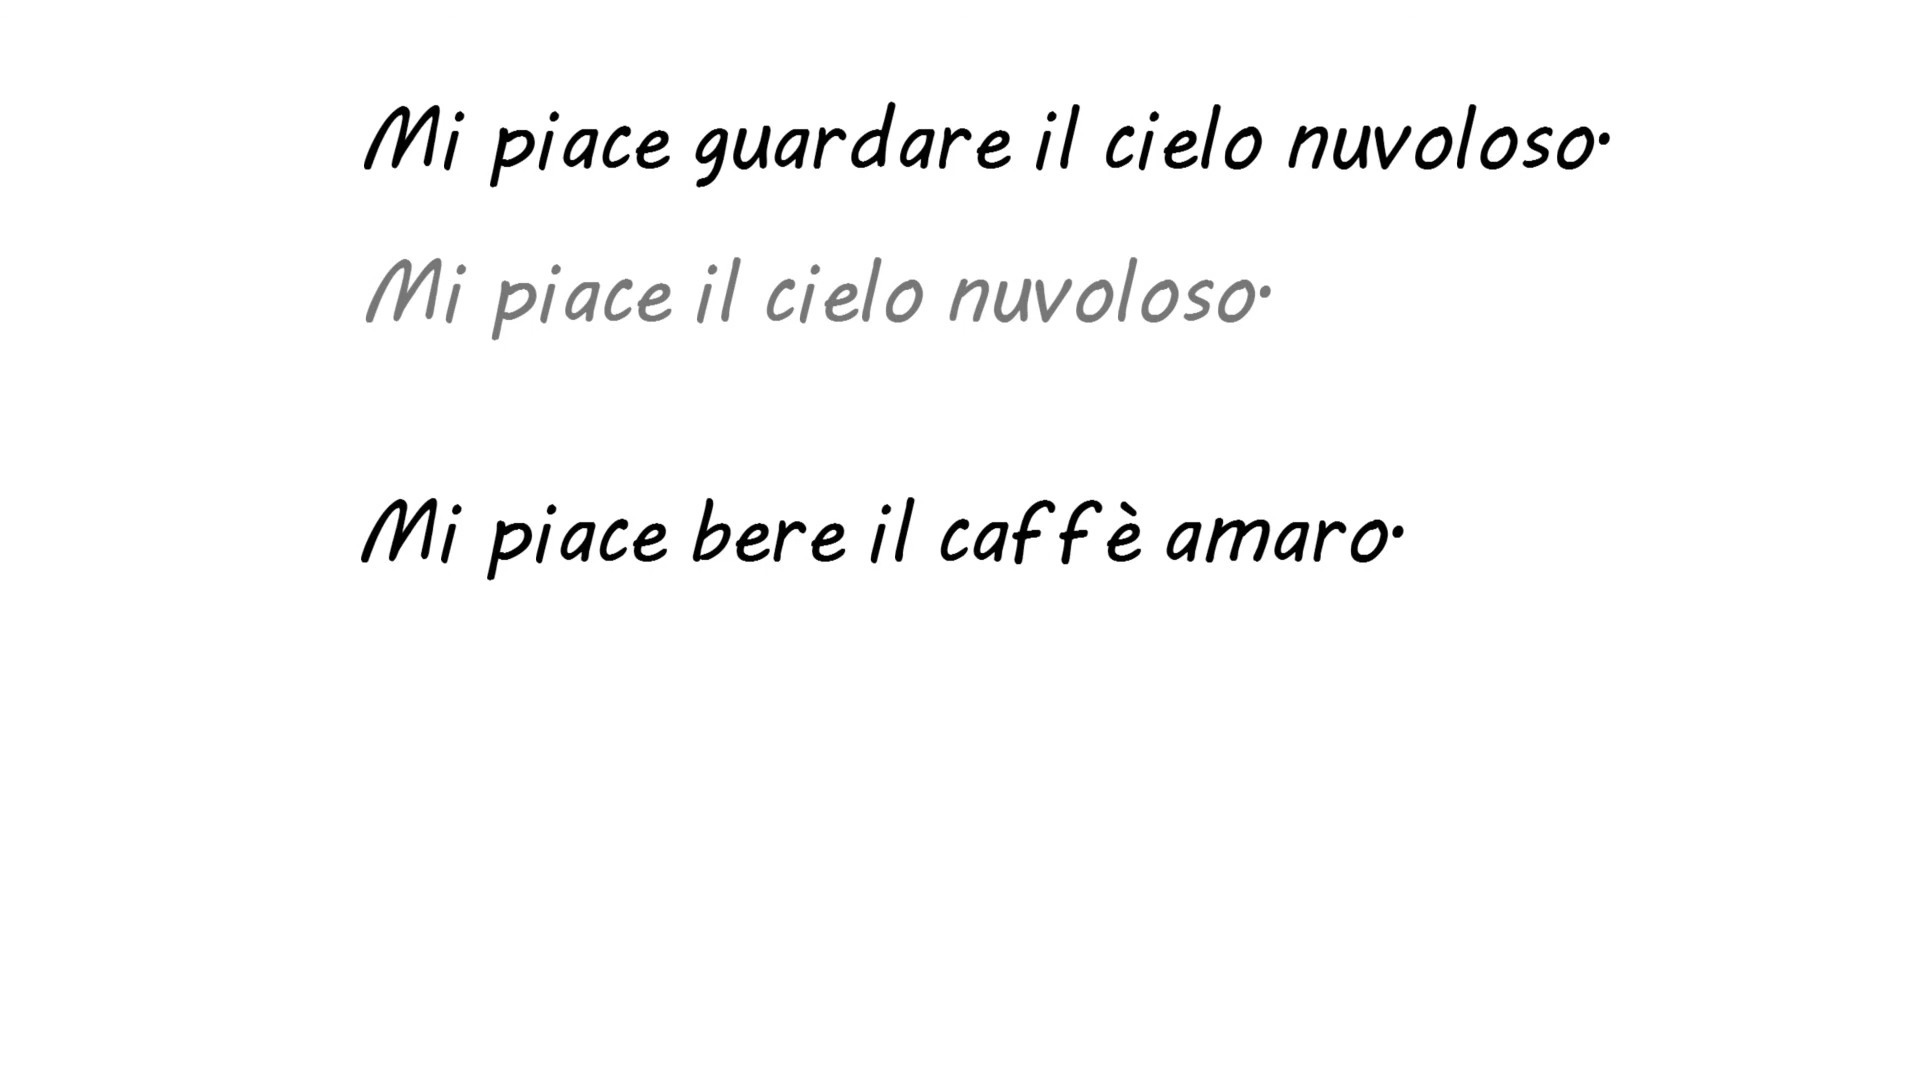 Mi piace guardare il cielo nuvoloso.
Mi piace il cielo nuvoloso.
Mi piace bere il caffè amaro.